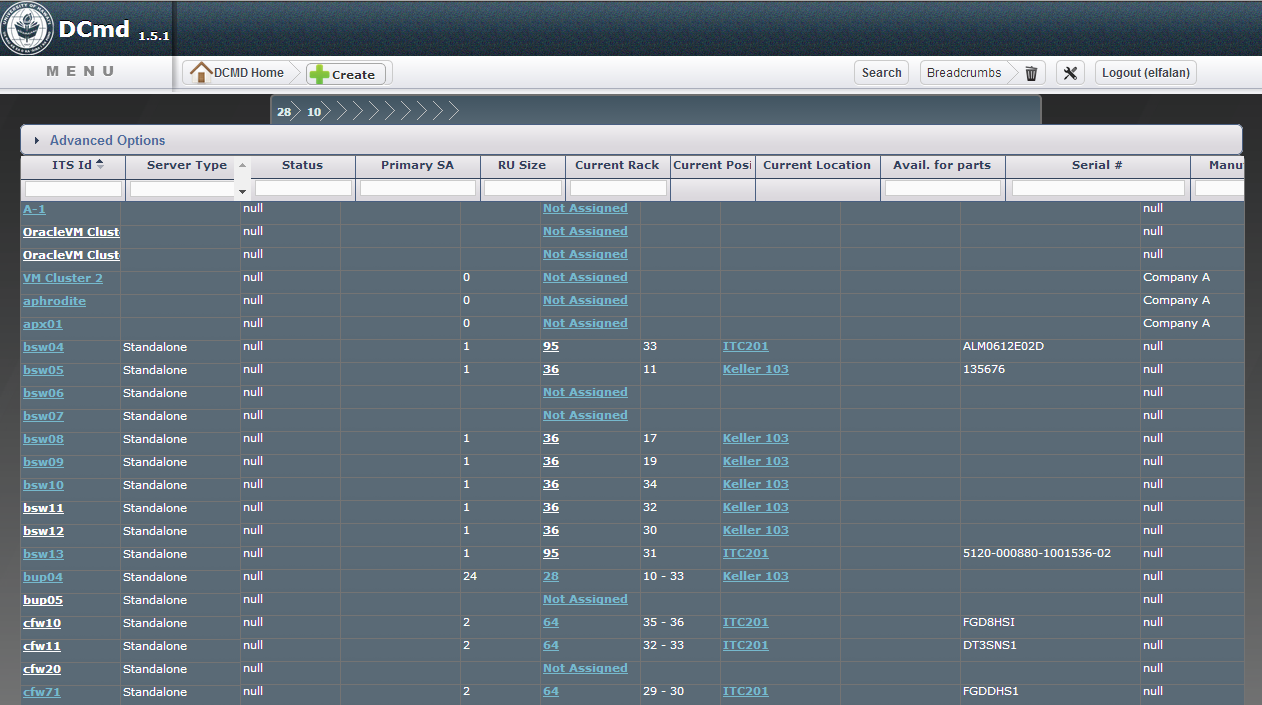 DCmd 1.5.1
MENU DCMD Home Create Search Breadcrumbs Logout (elfalan)
28 10
Advanced Options
ITS Id Server Type Status Primary SA RU Size Current Rack Current Posi Current Location Avail. for parts Serial # Manu
A-1 null Not Assigned null
OracleVM Clust null Not Assigned null
OracleVM Clust null Not Assigned null
VM Cluster 2 null 0 Not Assigned Company A
aphrodite null 0 Not Assigned Company A
apx01 null 0 Not Assigned Company A
bsw04 Standalone null 1 95 33 ITC201 ALM0612E02D null
bsw05 Standalone null 1 36 11 Keller 103 135676 null
bsw06 Standalone null Not Assigned null
bsw07 Standalone null Not Assigned null
bsw08 Standalone null 1 36 17 Keller 103 null
bsw09 Standalone null 1 36 19 Keller 103 null
bsw10 Standalone null 1 36 34 Keller 103 null
bsw11 Standalone null 1 36 32 Keller 103 null
bsw12 Standalone null 1 36 30 Keller 103 null
bsw13 Standalone null 1 95 31 ITC201 5120-000880-1001536-02 null
bup04 Standalone null 24 28 10 - 33 Keller 103 null
bup05 Standalone null Not Assigned null
cfw10 Standalone null 2 64 35 - 36 ITC201 FGD8HSI null
cfw11 Standalone null 2 64 32 - 33 ITC201 DT3SNS1 null
cfw20 Standalone null Not Assigned null
cfw71 Standalone null 2 64 29 - 30 ITC201 FGDDHS1 null